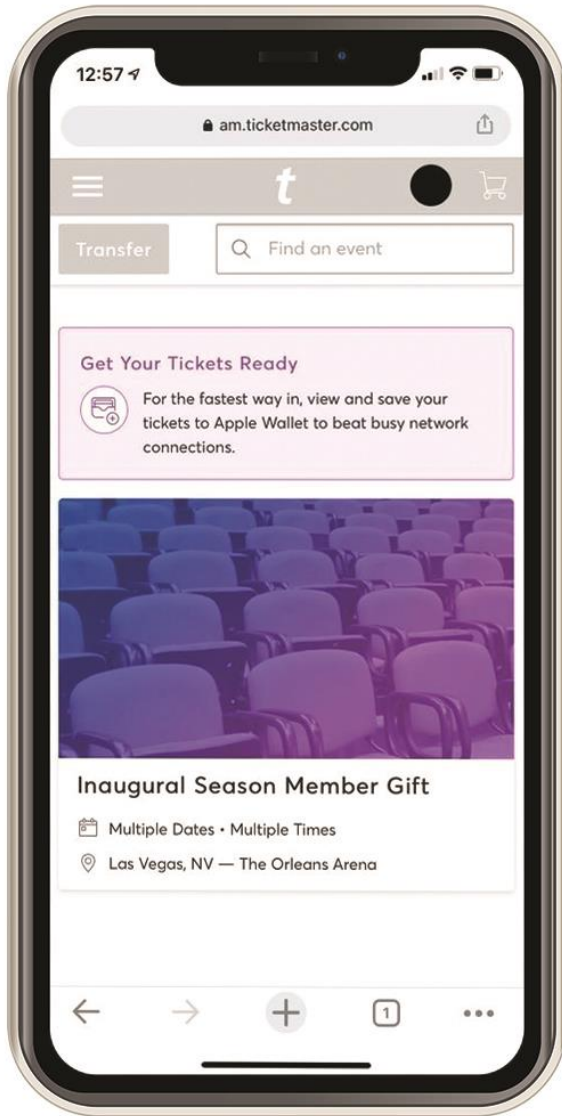 12:57
am.ticketmaster.com
t
Transfer
Find an event
Get Your Tickets Ready
For the fastest way in, view and save your
tickets to Apple Wallet to beat busy network
connections.
Inaugural Season Member Gift
Multiple Dates • Multiple Times
Las Vegas, NV — The Orleans Arena
1